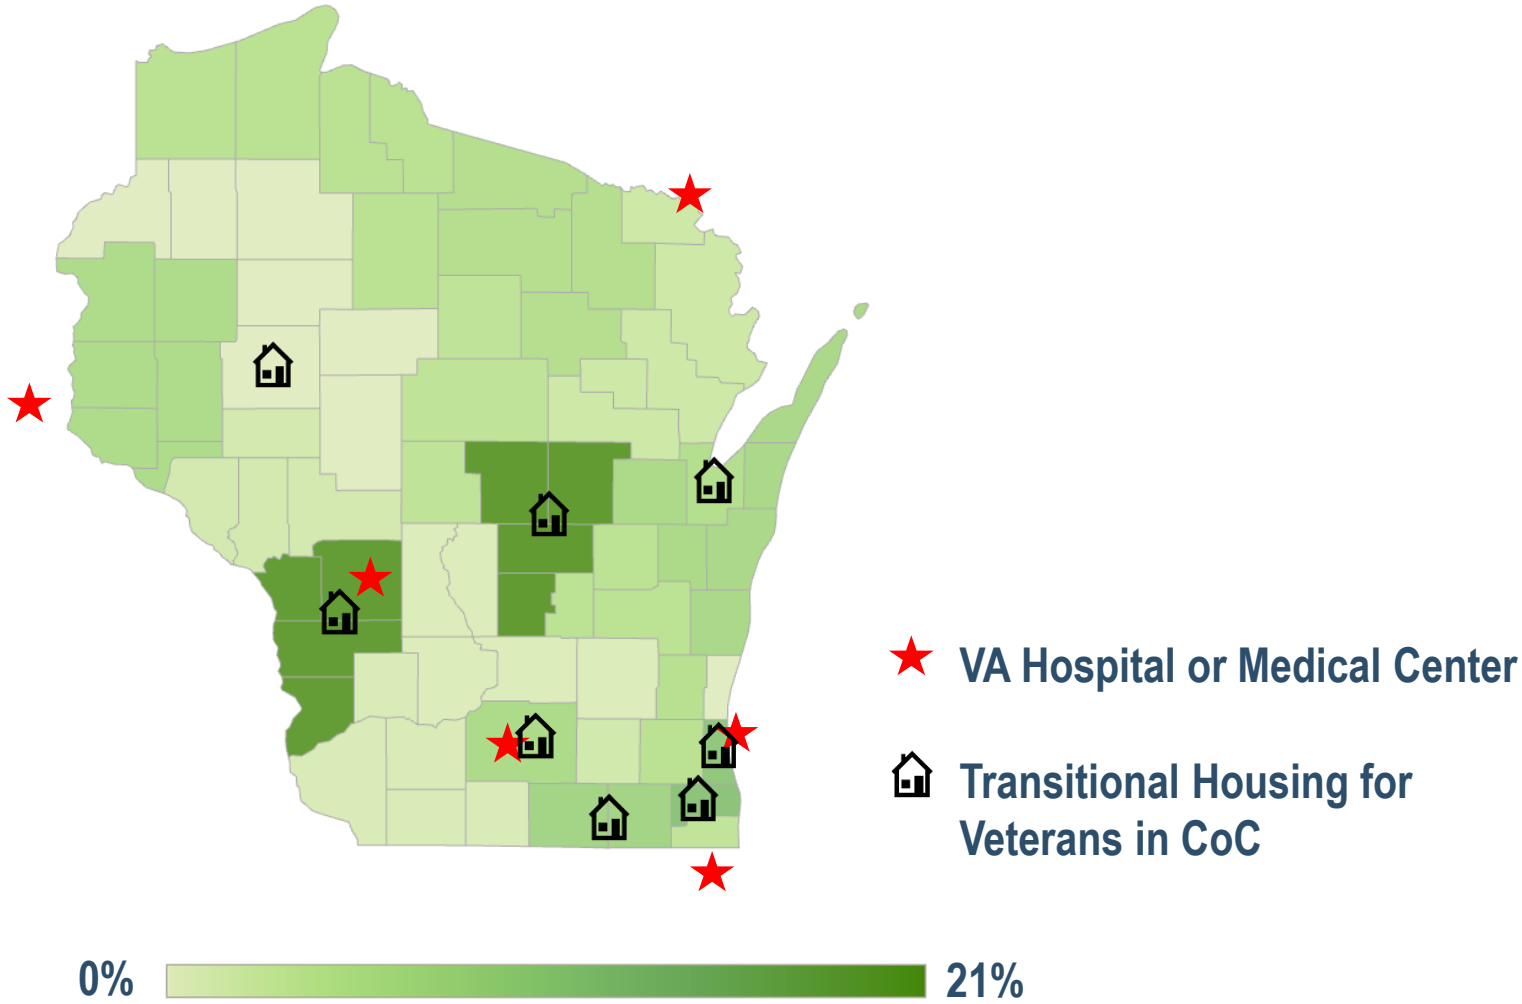 VA Hospital or Medical Center
Transitional Housing for
Veterans in CoC
0%
21%